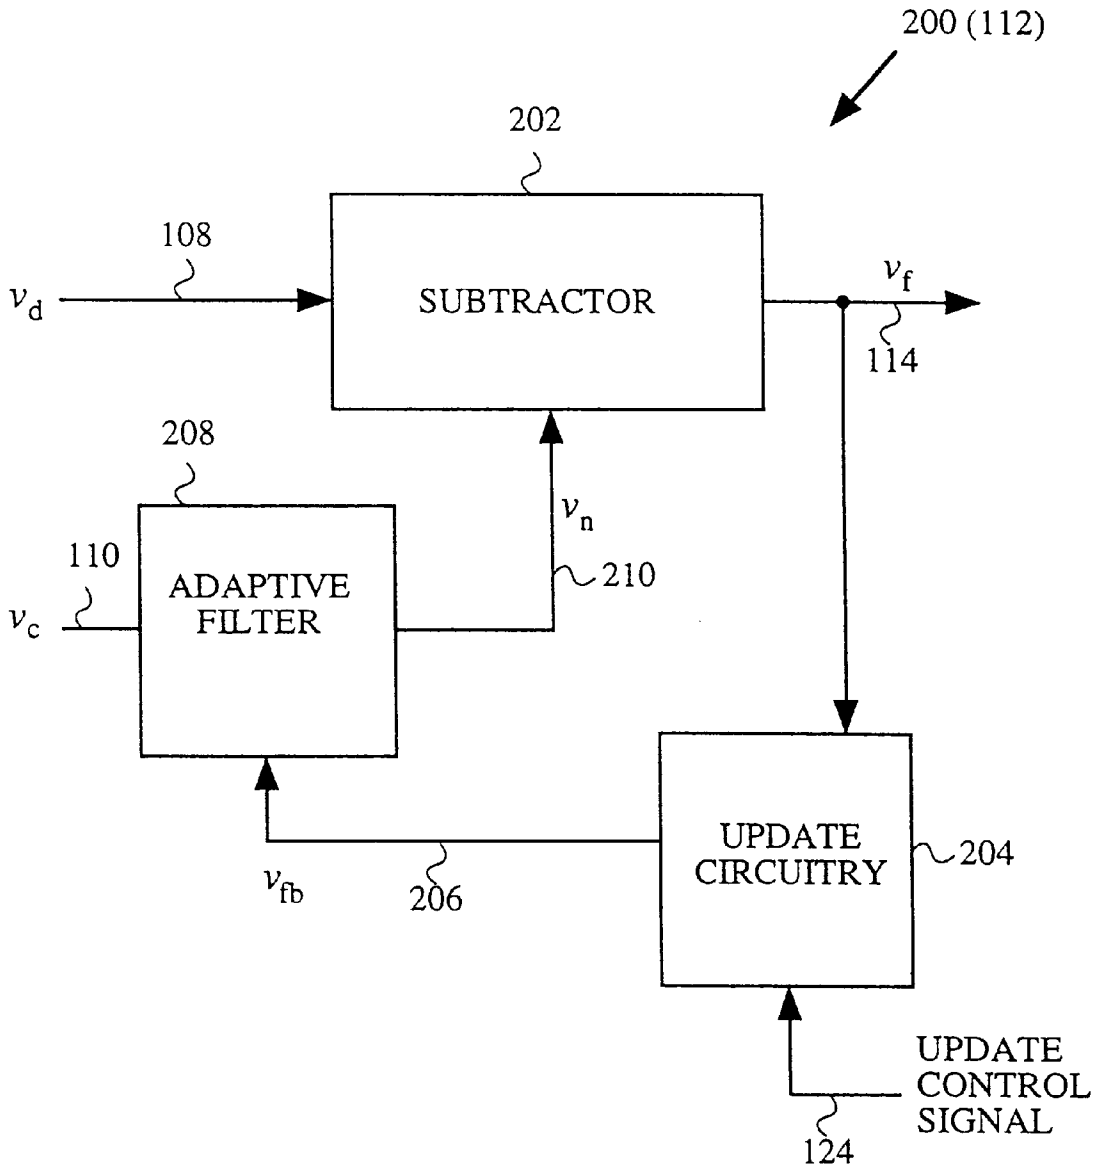 200 (112)
202
108
v_d
SUBTRACTOR
v_f
114
208
v_n
110
ADAPTIVE
FILTER
210
v_c
UPDATE
CIRCUITRY
204
v_fb
206
UPDATE
CONTROL
SIGNAL
124